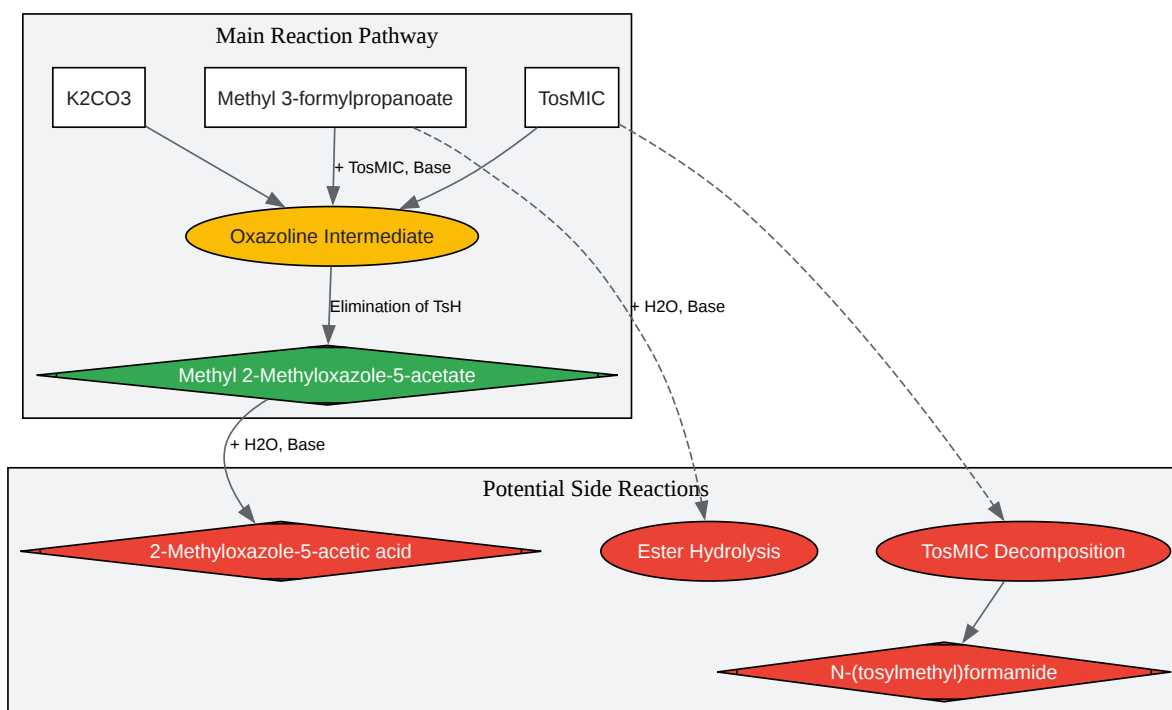 Main Reaction Pathway
K2CO3
Methyl 3-formylpropanoate
TosMIC
+ TosMIC, Base
Oxazoline Intermediate
Elimination of TsH
+ H2O, Base
Methyl 2-Methyloxazole-5-acetate
+ H2O, Base
Potential Side Reactions
2-Methyloxazole-5-acetic acid
Ester Hydrolysis
TosMIC Decomposition
N-(tosylmethyl)formamide